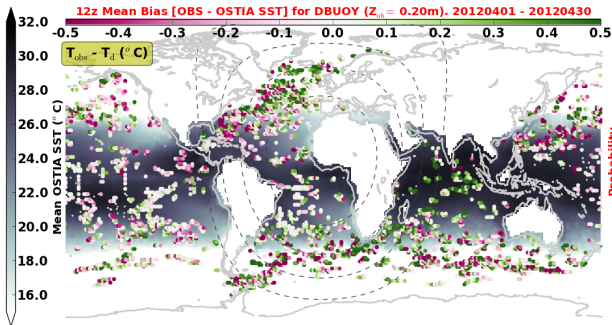 12z Mean Bias [OBS - OSTIA SST] for DBUOY (Z_ob = 0.20m). 20120401 - 20120430
-0.5 -0.4 -0.3 -0.2 -0.1 0.0 0.1 0.2 0.3 0.4 0.5
T_obs - T_d (° C)
Mean OSTIA SST (° C)
32.0
30.0
28.0
26.0
24.0
22.0
20.0
18.0
16.0